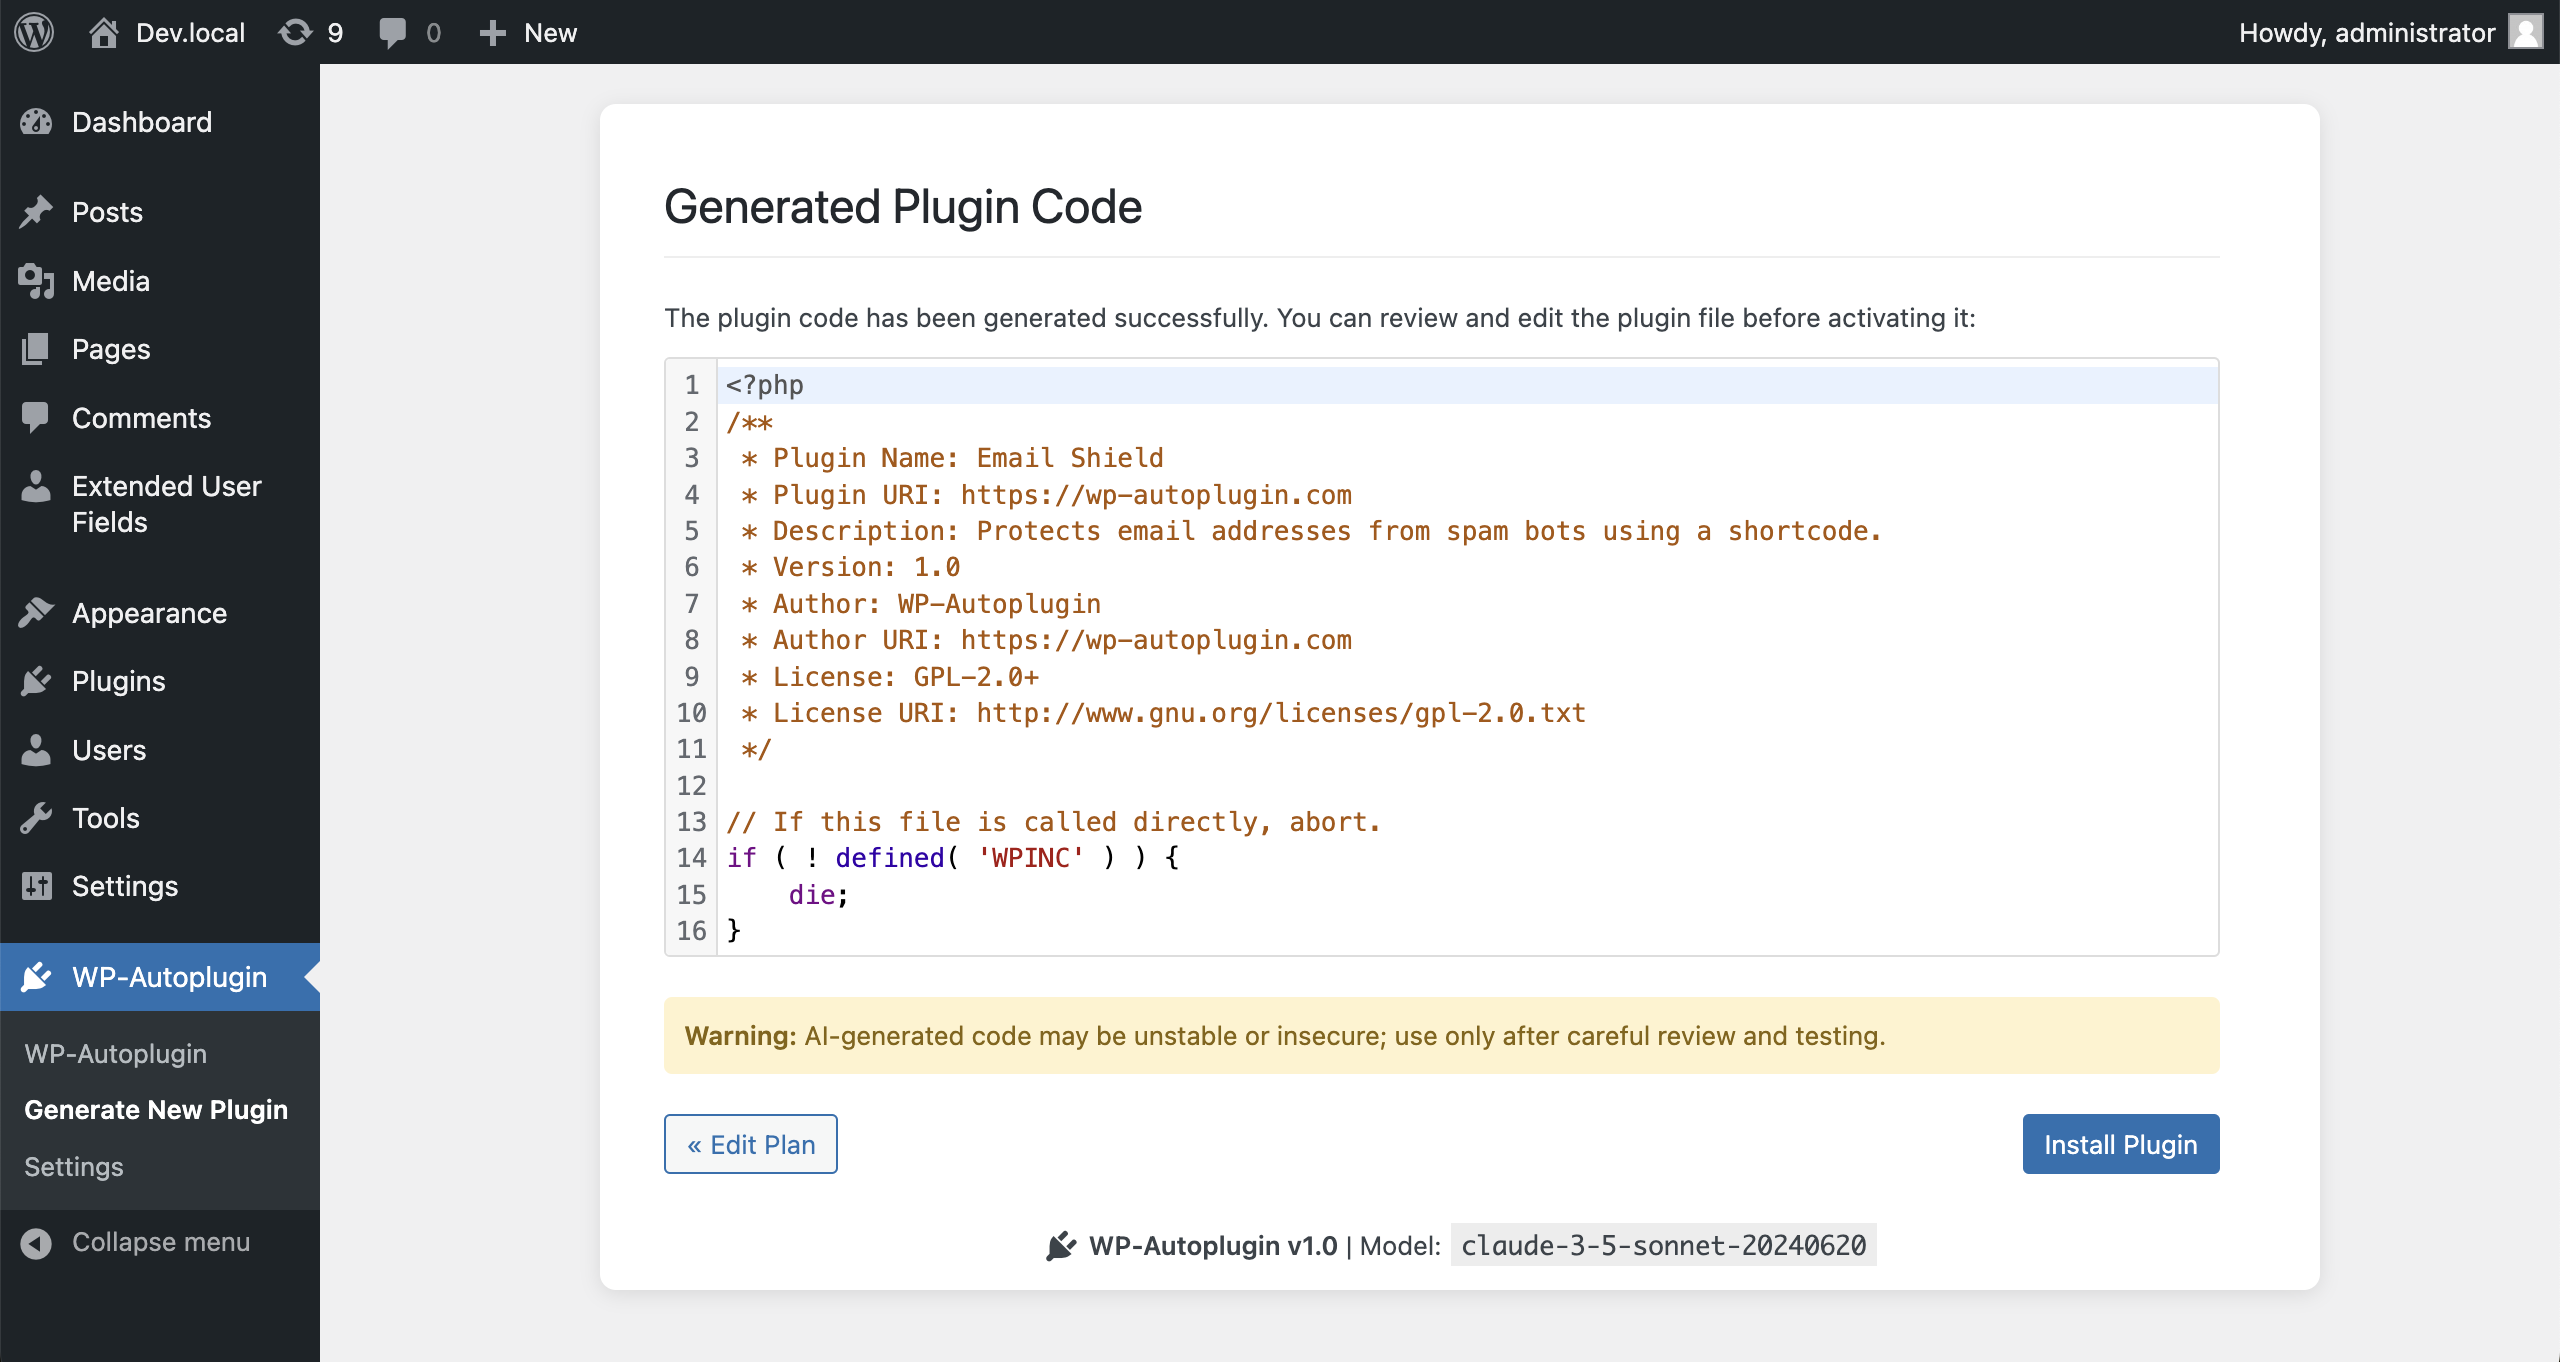 Dev.local 9 0 New Howdy, administrator
Dashboard
Posts
Media
Pages
Comments
Extended User
Fields
Appearance
Plugins
Users
Tools
Settings
WP-Autoplugin
WP-Autoplugin
Generate New Plugin
Settings
Collapse menu
Generated Plugin Code
The plugin code has been generated successfully. You can review and edit the plugin file before activating it:
1 <?php
2 /**
3  * Plugin Name: Email Shield
4  * Plugin URI: https://wp-autoplugin.com
5  * Description: Protects email addresses from spam bots using a shortcode.
6  * Version: 1.0
7  * Author: WP-Autoplugin
8  * Author URI: https://wp-autoplugin.com
9  * License: GPL-2.0+
10  * License URI: http://www.gnu.org/licenses/gpl-2.0.txt
11  */
12
13 // If this file is called directly, abort.
14 if ( ! defined( 'WPINC' ) ) {
15     die;
16 }
Warning: AI-generated code may be unstable or insecure; use only after careful review and testing.
« Edit Plan
Install Plugin
WP-Autoplugin v1.0 | Model: claude-3-5-sonnet-20240620